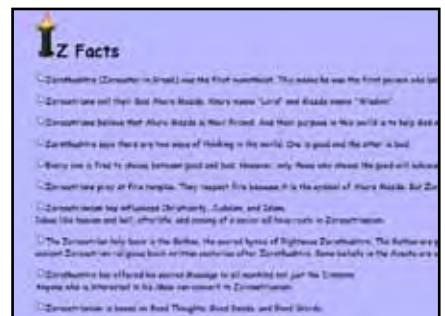 Z Facts
Zarathushtra (Zoroaster in Greek) was the first monotheist. This means he was the first person who
Zoroastrians call their God Ahura Mazda. Ahura means "Lord" and Mazda means "Wisdom".
Zoroastrians believe that Ahura Mazda is their friend. And their purpose in this world is to help
Zarathushtra says there are two ways of thinking in the world. One is good and the other is bad.
Every one is free to choose between good and bad. However, only those who choose the good will
Zoroastrians pray at fire temples. They respect fire because it is the symbol of Ahura Mazda. But
Zoroastrianism has influenced Christianity, Judaism, and Islam.
Ideas like heaven and hell, afterlife, and coming of a savior all have roots in Zoroastrianism.
The Zoroastrian holy book is the Gathas, the sacred hymns of Righteous Zarathushtra. The Gathas are
ancient Zoroastrian religious book written centuries after Zarathushtra. Some beliefs in the Avesta are
Zarathushtra has offered his sacred message to all mankind not just the
Anyone who is interested in his ideas can convert to Zoroastrianism.
Zoroastrianism is based on Good Thoughts, Good Deeds, and Good Words.